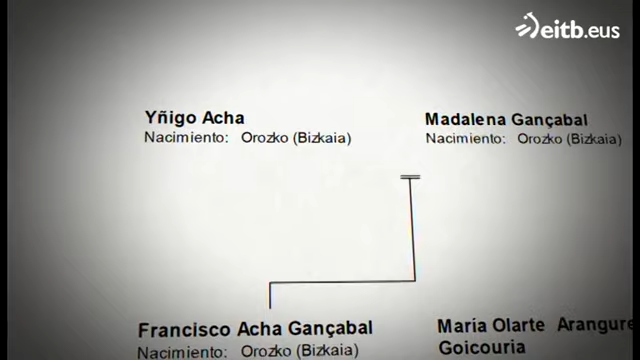 eitb.eus
Yñigo Acha
Nacimiento: Orozko (Bizkaia)
Madalena Gançabal
Nacimiento: Orozko (Bizkaia)
Francisco Acha Gançabal
Nacimiento: Orozko (Bizkaia)
María Olarte Arangure
Goicouria